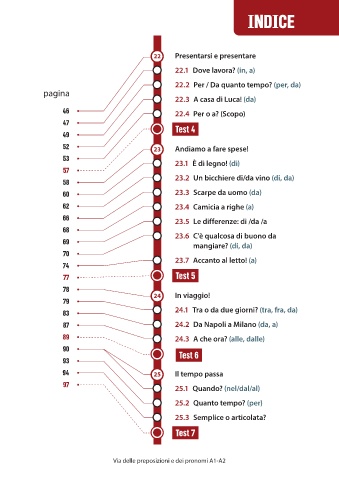 INDICE
pagina
22 Presentarsi e presentare
22.1 Dove lavora? (in, a)
22.2 Per / Da quanto tempo? (per, da)
22.3 A casa di Luca! (da)
22.4 Per o a? (Scopo)
Test 4
23 Andiamo a fare spese!
23.1 È di legno! (di)
23.2 Un bicchiere di/da vino (di, da)
23.3 Scarpe da uomo (da)
23.4 Camicia a righe (a)
23.5 Le differenze: di /da /a
23.6 C'è qualcosa di buono da
mangiare? (di, da)
23.7 Accanto al letto! (a)
Test 5
24 In viaggio!
24.1 Tra o da due giorni? (tra, fra, da)
24.2 Da Napoli a Milano (da, a)
24.3 A che ora? (alle, dalle)
Test 6
25 Il tempo passa
25.1 Quando? (nel/dal/al)
25.2 Quanto tempo? (per)
25.3 Semplice o articolata?
Test 7
46
47
49
52
53
57
58
60
62
66
68
69
70
74
77
78
79
83
87
89
90
93
94
97
Via delle preposizioni e dei pronomi A1-A2